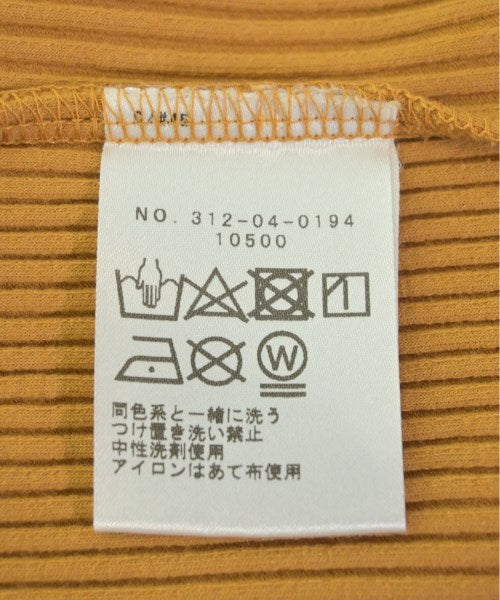 NO. 312-04-0194
10500
W
同色系と一緒に洗う
つけ置き洗い禁止
中性洗剤使用
アイロンはあて布使用